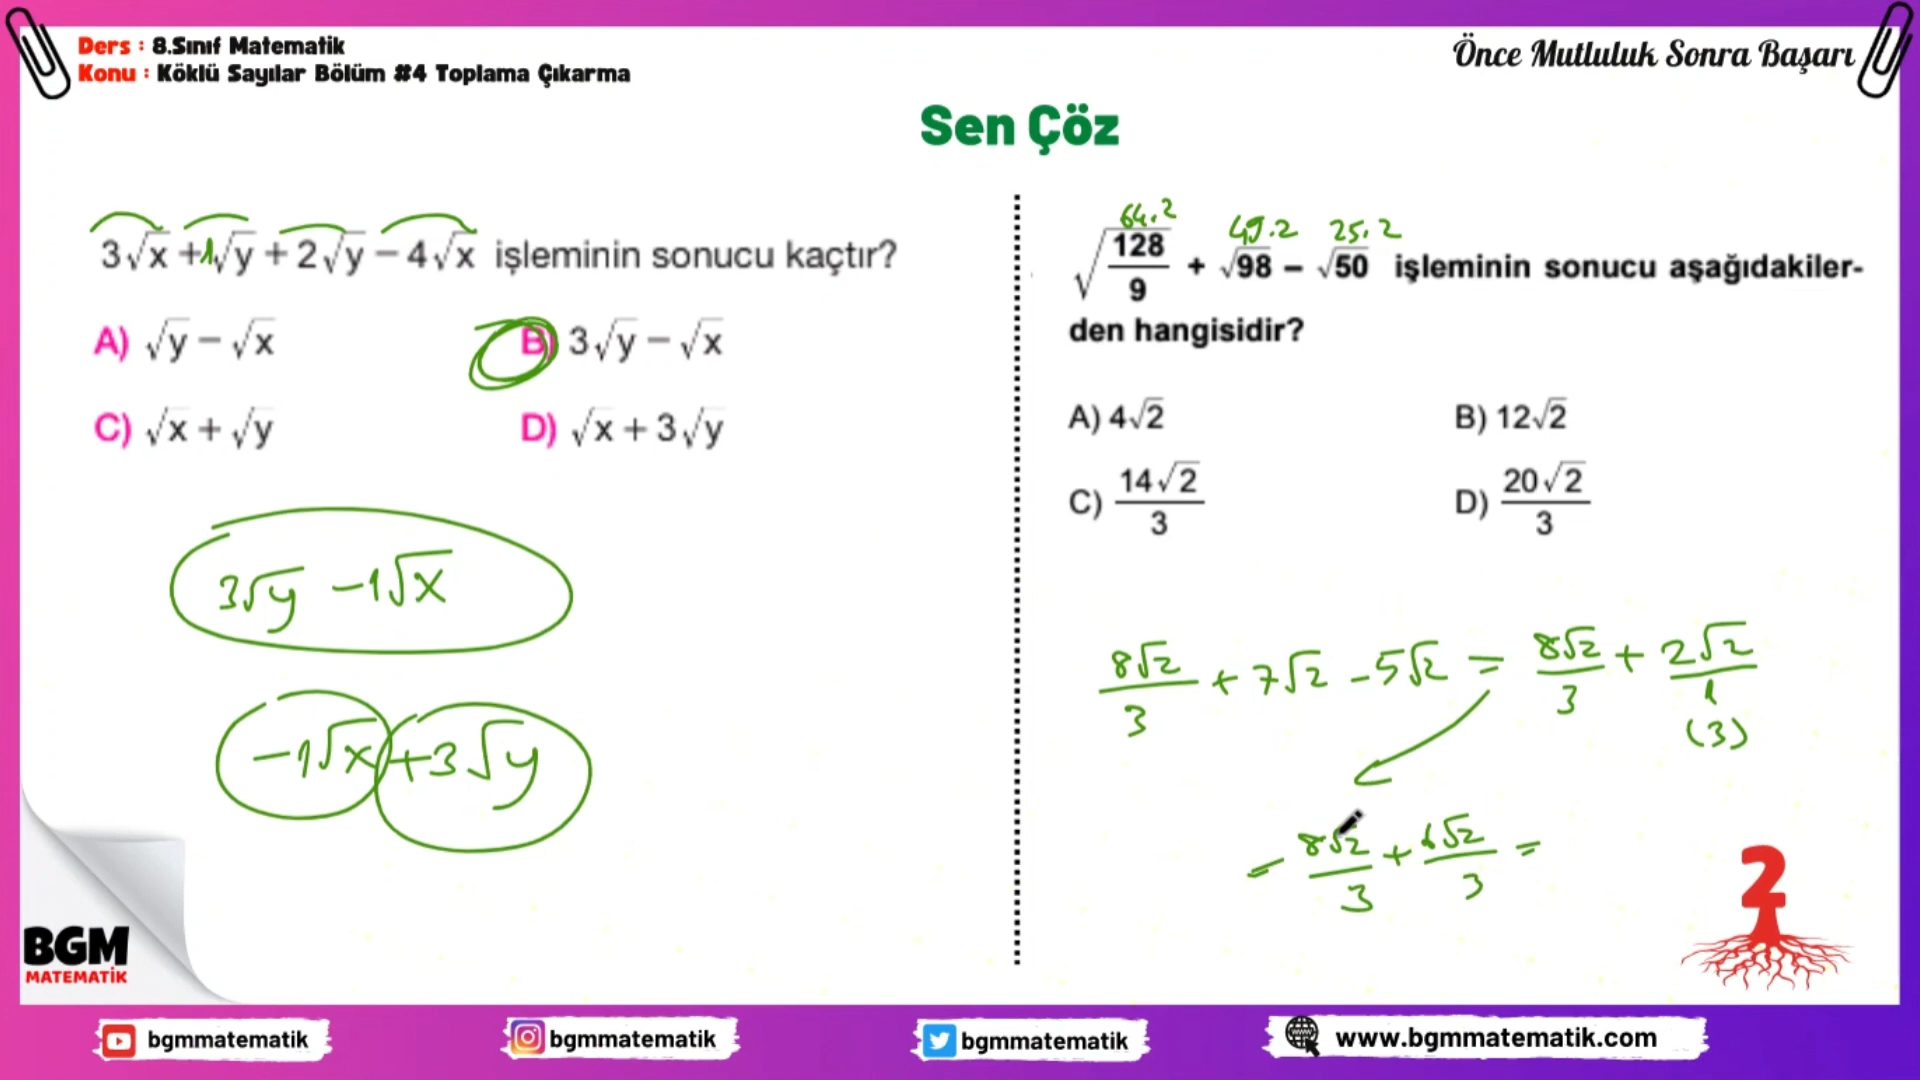 Ders : 8.Sınıf Matematik
Konu : Köklü Sayılar Bölüm #4 Toplama Çıkarma
Önce Mutluluk Sonra Başarı
Sen Çöz
3√x +1√y + 2√y − 4√x işleminin sonucu kaçtır?
A) √y − √x
B) 3√y − √x
C) √x + √y
D) √x + 3√y
3√y −1√x
−1√x +3√y
64.2 49.2 25.2
√(128/9) + √98 − √50 işleminin sonucu aşağıdakiler-
den hangisidir?
A) 4√2
B) 12√2
C) 14√2/3
D) 20√2/3
8√2/3 + 7√2 − 5√2 = 8√2/3 + 2√2/1
(3)
= 8√2/3 + 6√2/3 =
2
BGM
MATEMATİK
bgmmatematik
bgmmatematik
bgmmatematik
www.bgmmatematik.com